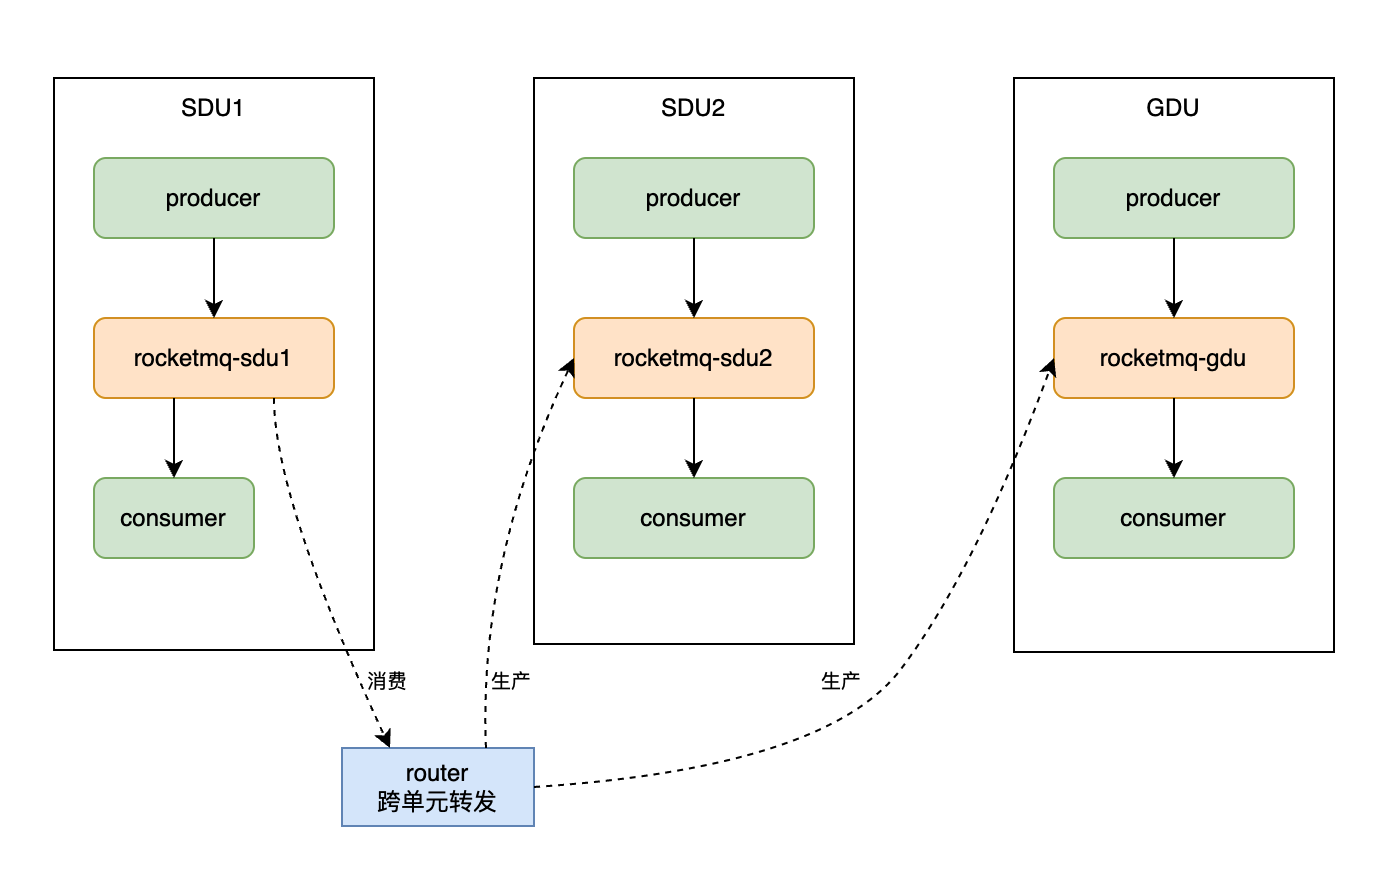 SDU1
SDU2
GDU
producer
producer
producer
rocketmq-sdu1
rocketmq-sdu2
rocketmq-gdu
consumer
consumer
consumer
消费
生产
生产
router
跨单元转发